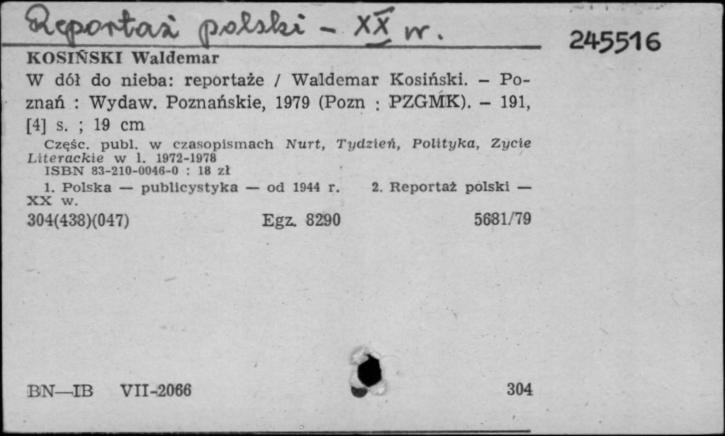 Reportaż polski - XX w.
245516
KOSIŃSKI Waldemar
W dół do nieba: reportaże / Waldemar Kosiński. — Po-
znań : Wydaw. Poznańskie, 1979 (Pozn : PZGMK). — 191,
[4] s. ; 19 cm
Częśc. publ. w czasopismach Nurt, Tydzień, Polityka, Zycie
Literackie w l. 1972-1978
ISBN 83-210-0046-0 : 18 zł
1. Polska — publicystyka — od 1944 r. 2. Reportaż polski —
XX w.
304(438)(047) Egz. 8290 5681/79
BN—IB VII-2066 304